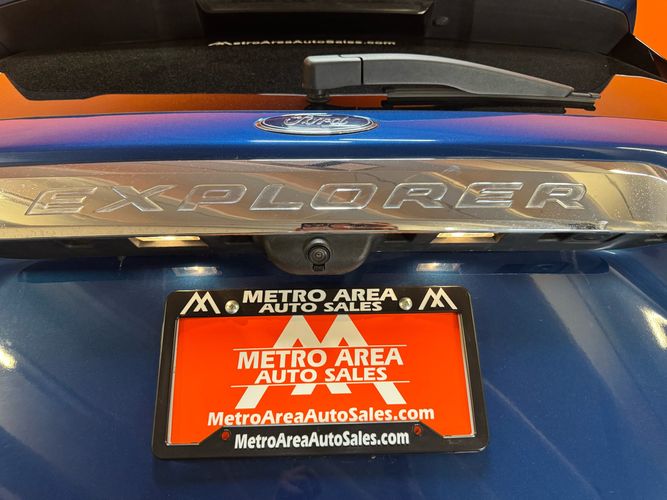 MetroAreaAutoSales.com
Ford
EXPLORER
METRO AREA
AUTO SALES
METRO AREA
AUTO SALES
MetroAreaAutoSales.com
MetroAreaAutoSales.com